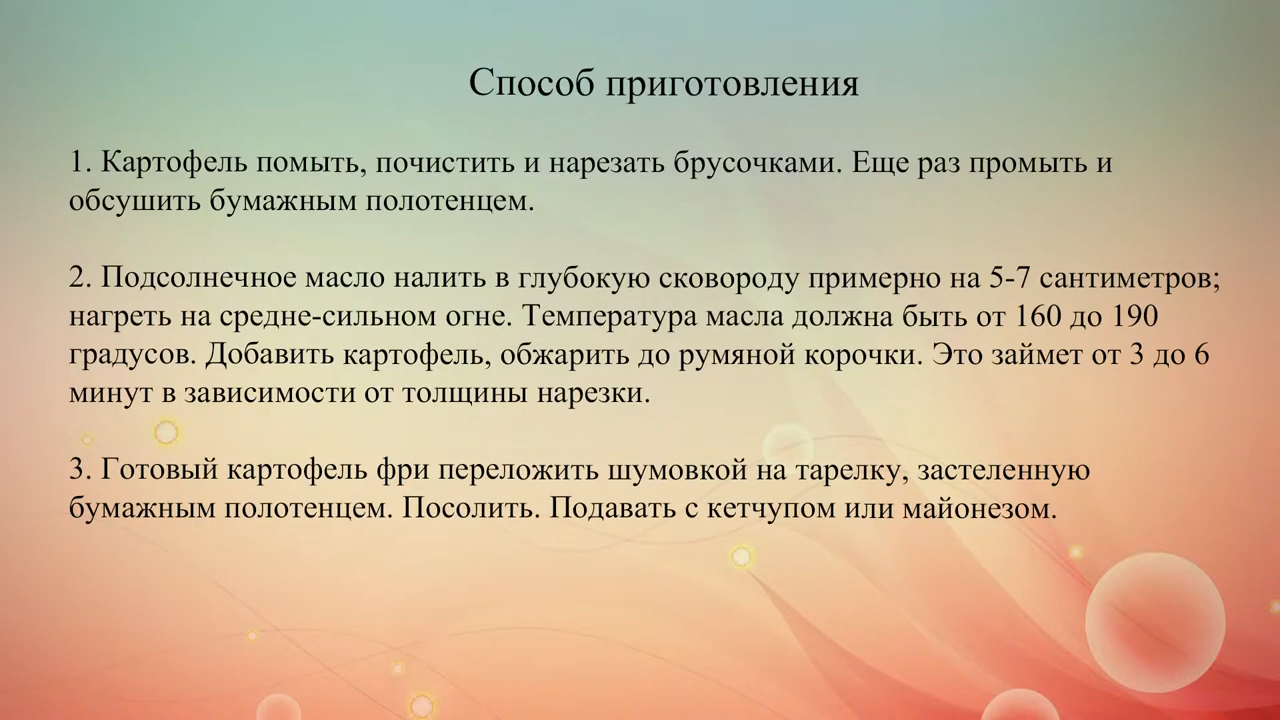 Способ приготовления
1. Картофель помыть, почистить и нарезать брусочками. Еще раз промыть и
обсушить бумажным полотенцем.
2. Подсолнечное масло налить в глубокую сковороду примерно на 5-7 сантиметров;
нагреть на средне-сильном огне. Температура масла должна быть от 160 до 190
градусов. Добавить картофель, обжарить до румяной корочки. Это займет от 3 до 6
минут в зависимости от толщины нарезки.
3. Готовый картофель фри переложить шумовкой на тарелку, застеленную
бумажным полотенцем. Посолить. Подавать с кетчупом или майонезом.